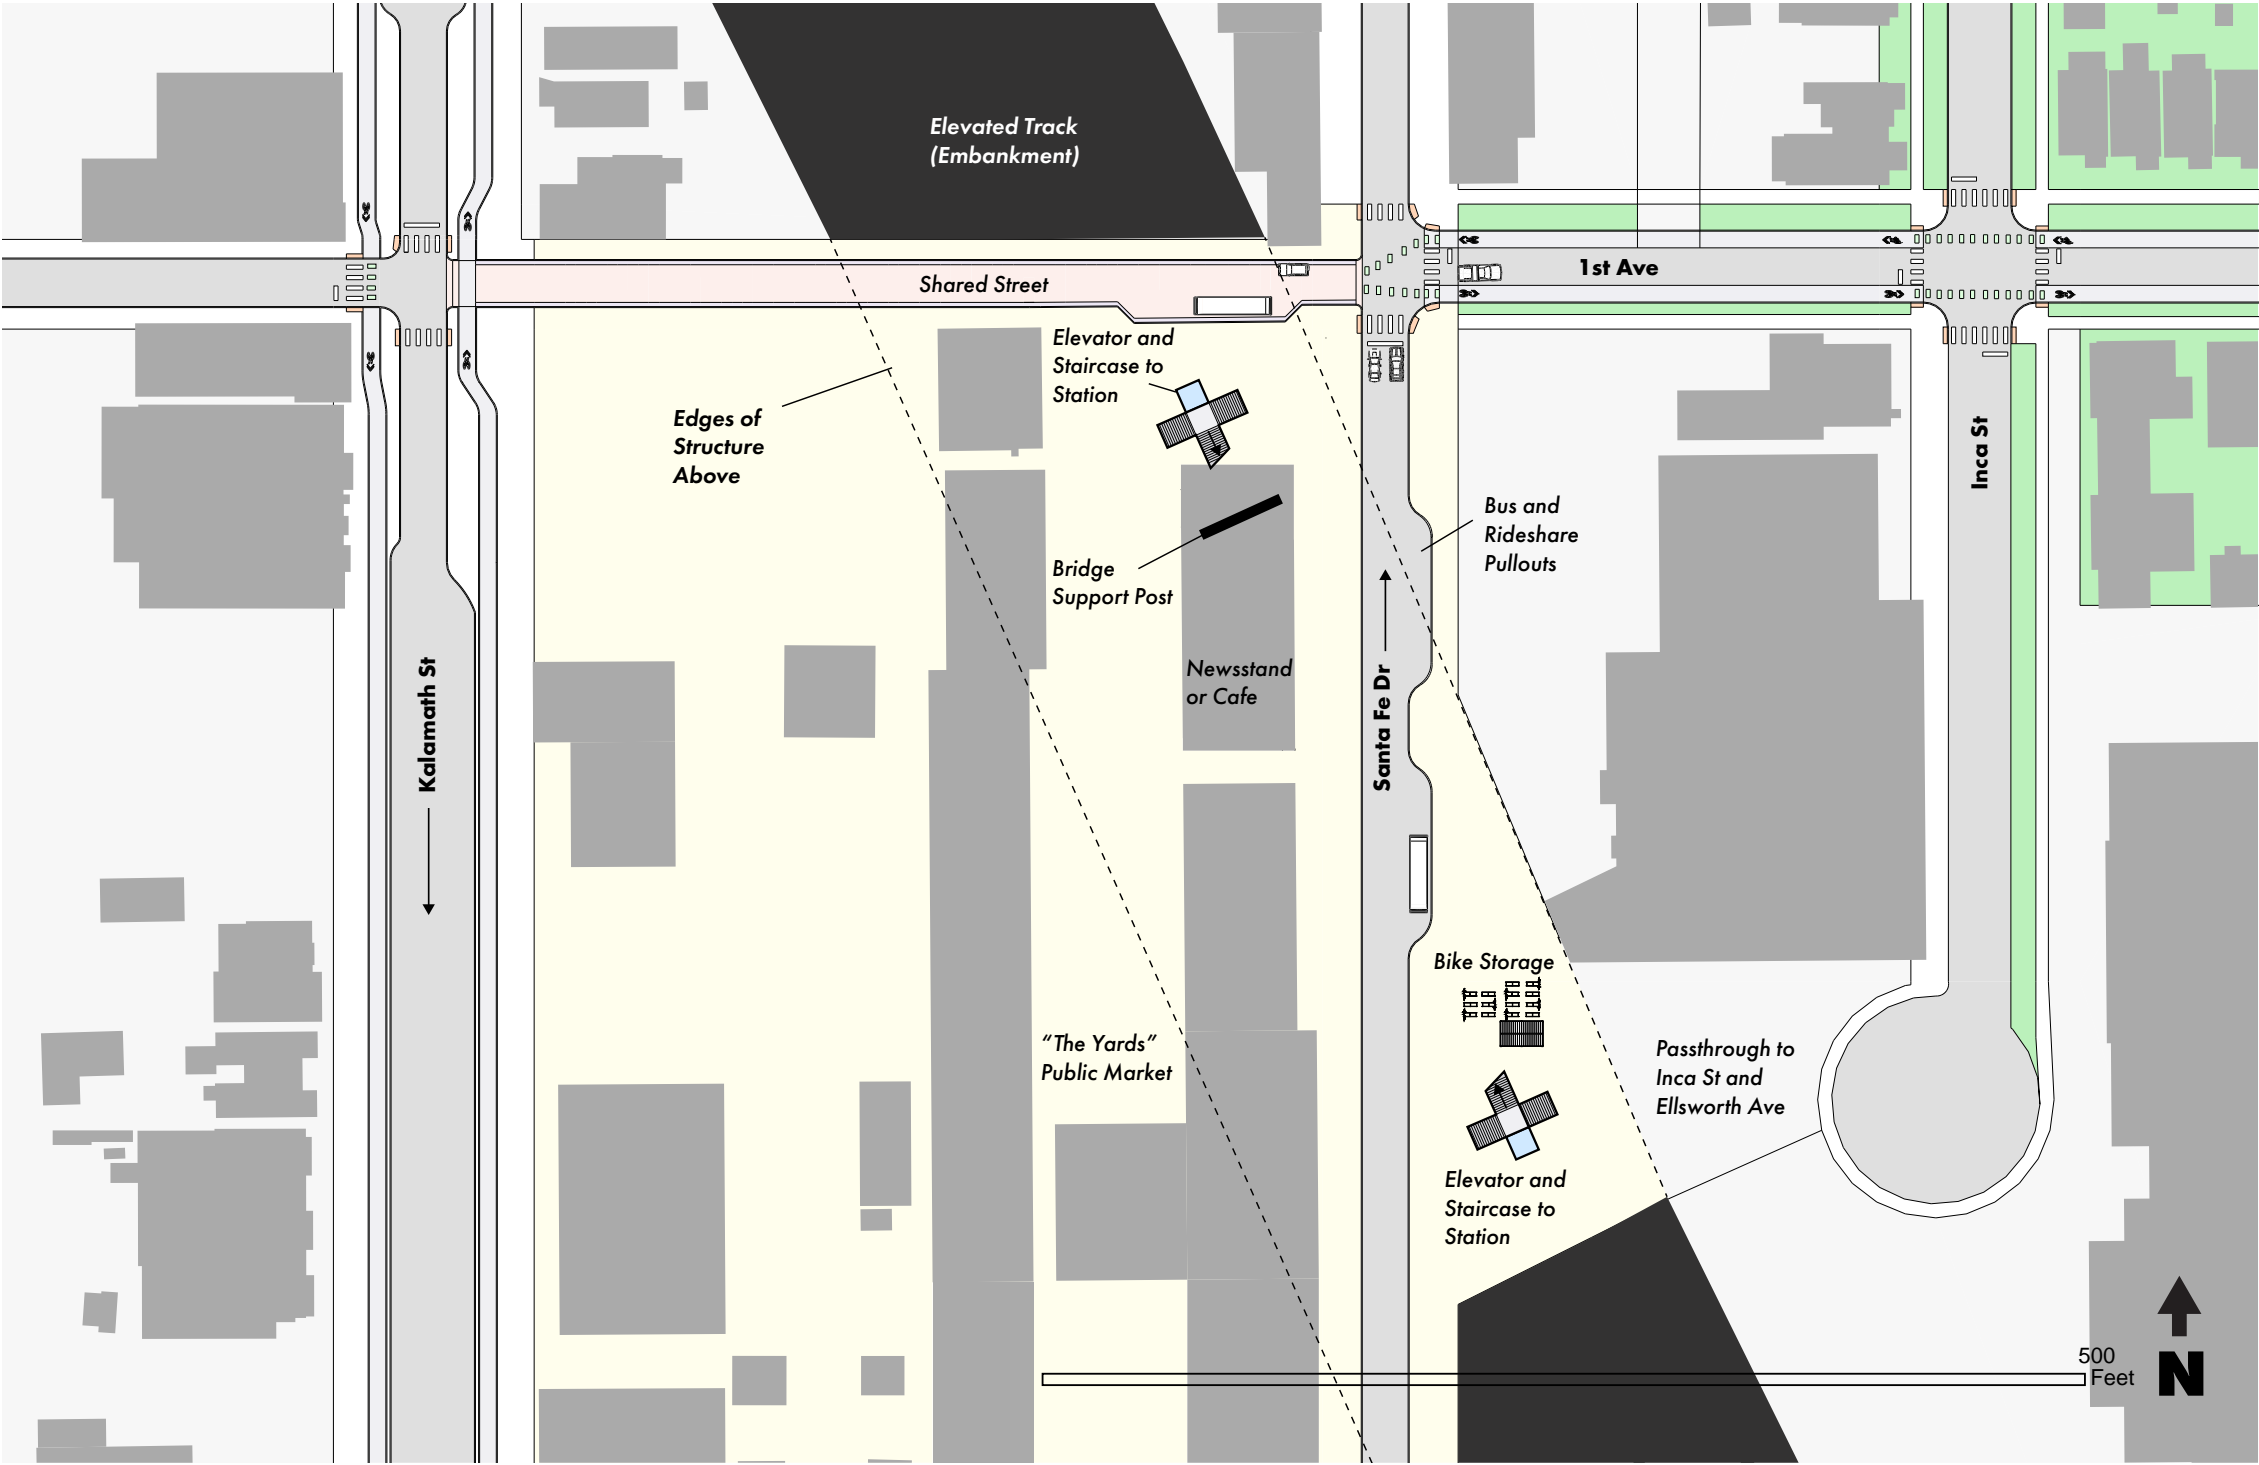 Elevated Track
(Embankment)
Shared Street
1st Ave
Elevator and
Staircase to
Station
Edges of
Structure
Above
Inca St
Bus and
Rideshare
Pullouts
Bridge
Support Post
Kalamath St
Newsstand
or Cafe
Santa Fe Dr
Bike Storage
“The Yards”
Public Market
Passthrough to
Inca St and
Ellsworth Ave
Elevator and
Staircase to
Station
500
Feet
N